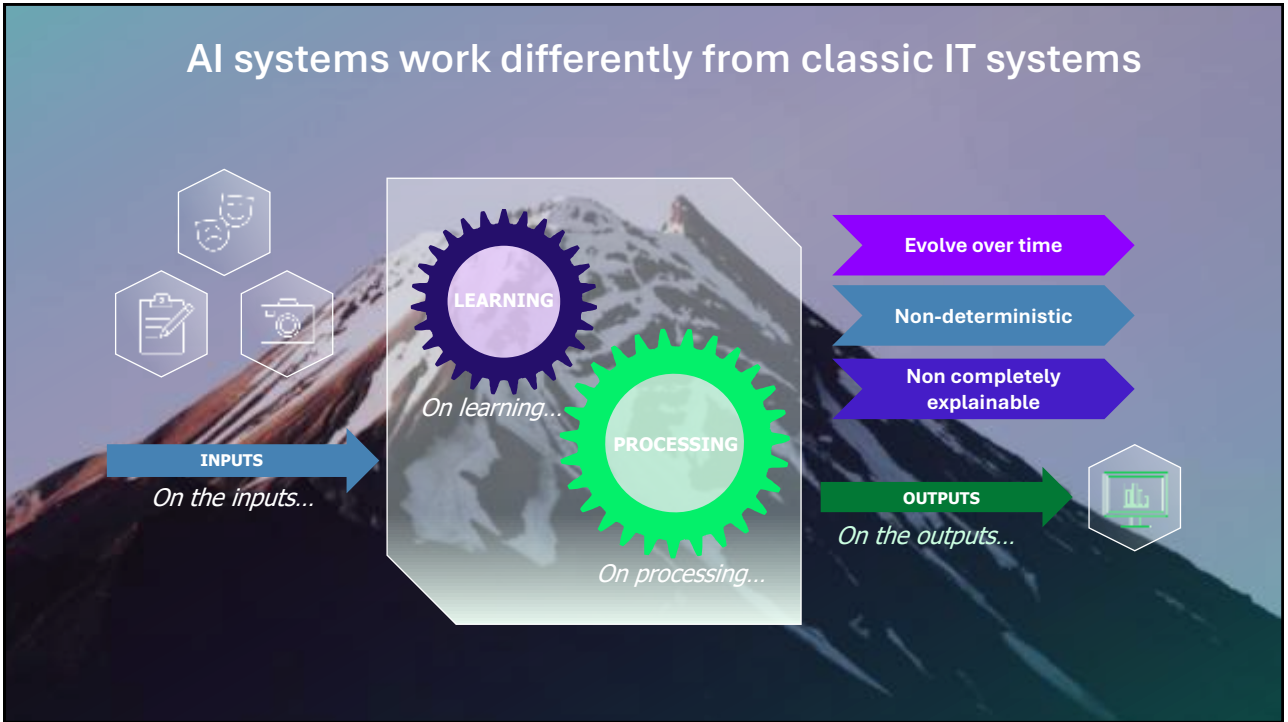 AI systems work differently from classic IT systems
LEARNING
On learning...
PROCESSING
On processing...
INPUTS
On the inputs...
Evolve over time
Non-deterministic
Non completely
explainable
OUTPUTS
On the outputs...